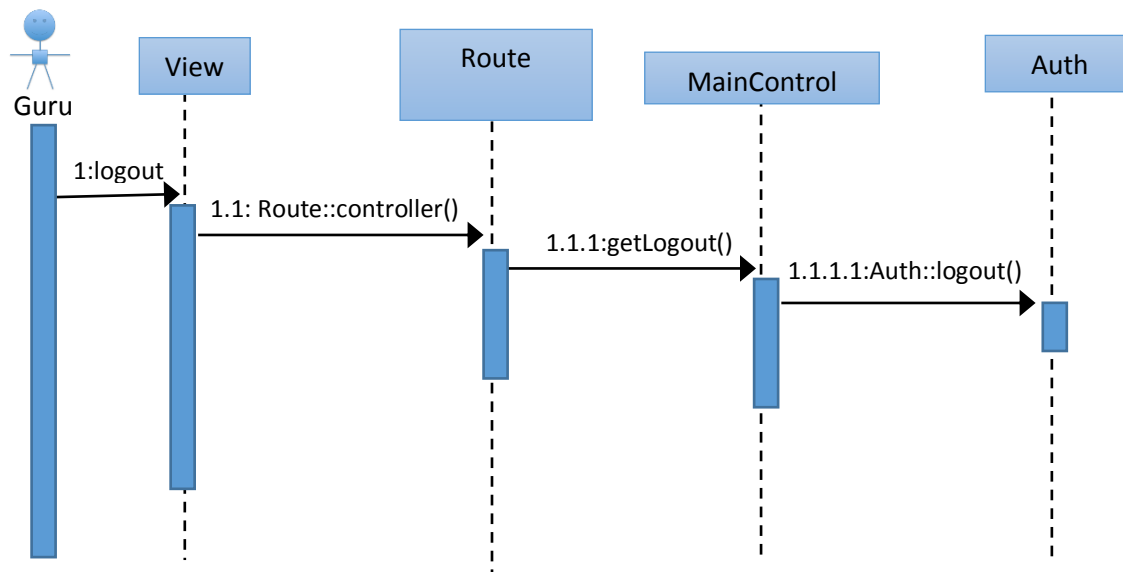 Guru
View
Route
MainControl
Auth
1:logout
1.1: Route::controller()
1.1.1:getLogout()
1.1.1.1:Auth::logout()